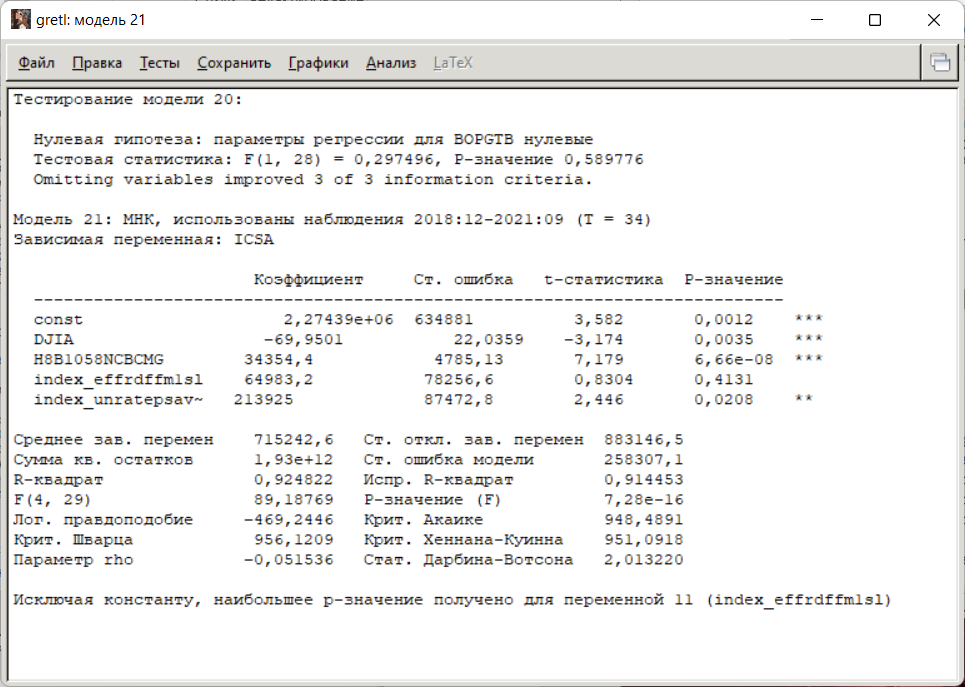 gretl: модель 21
Файл Правка Тесты Сохранить Графики Анализ LaTeX
Тестирование модели 20:
Нулевая гипотеза: параметры регрессии для BOPGTB нулевые
Тестовая статистика: F(1, 28) = 0,297496, P-значение 0,589776
Omitting variables improved 3 of 3 information criteria.
Модель 21: МНК, использованы наблюдения 2018:12-2021:09 (T = 34)
Зависимая переменная: ICSA
Коэффициент Ст. ошибка t-статистика P-значение
const 2,27439e+06 634881 3,582 0,0012 ***
DJIA -69,9501 22,0359 -3,174 0,0035 ***
H8B1058NCBCMG 34354,4 4785,13 7,179 6,66e-08 ***
index_effrdffm1sl 64983,2 78256,6 0,8304 0,4131
index_unratepsav~ 213925 87472,8 2,446 0,0208 **
Среднее зав. перемен 715242,6 Ст. откл. зав. перемен 883146,5
Сумма кв. остатков 1,93e+12 Ст. ошибка модели 258307,1
R-квадрат 0,924822 Испр. R-квадрат 0,914453
F(4, 29) 89,18769 Р-значение (F) 7,28e-16
Лог. правдоподобие -469,2446 Крит. Акаике 948,4891
Крит. Шварца 956,1209 Крит. Хеннана-Куинна 951,0918
Параметр rho -0,051536 Стат. Дарбина-Вотсона 2,013220
Исключая константу, наибольшее р-значение получено для переменной 11 (index_effrdffm1sl)